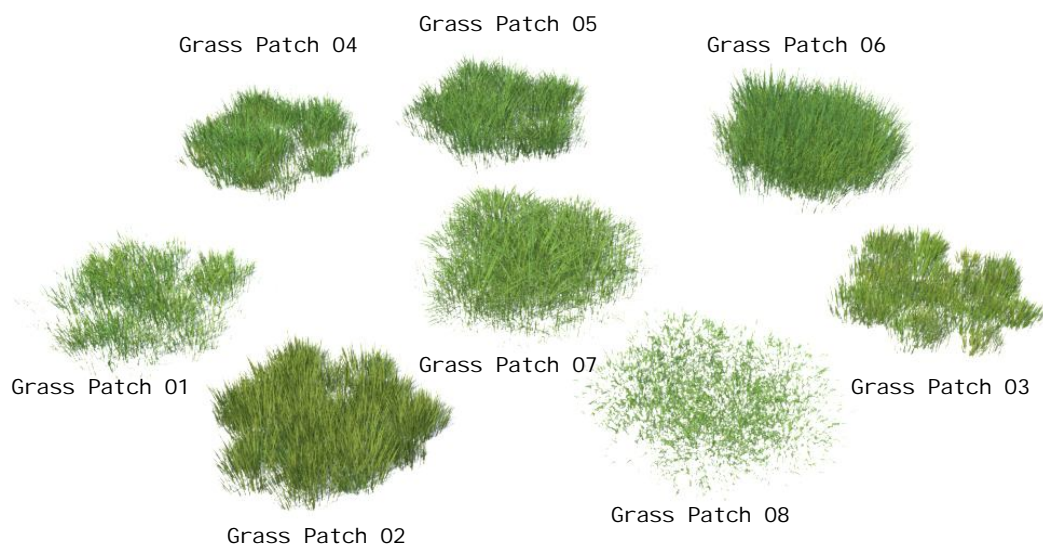 Grass Patch 05
Grass Patch 04
Grass Patch 06
Grass Patch 07
Grass Patch 01
Grass Patch 03
Grass Patch 08
Grass Patch 02